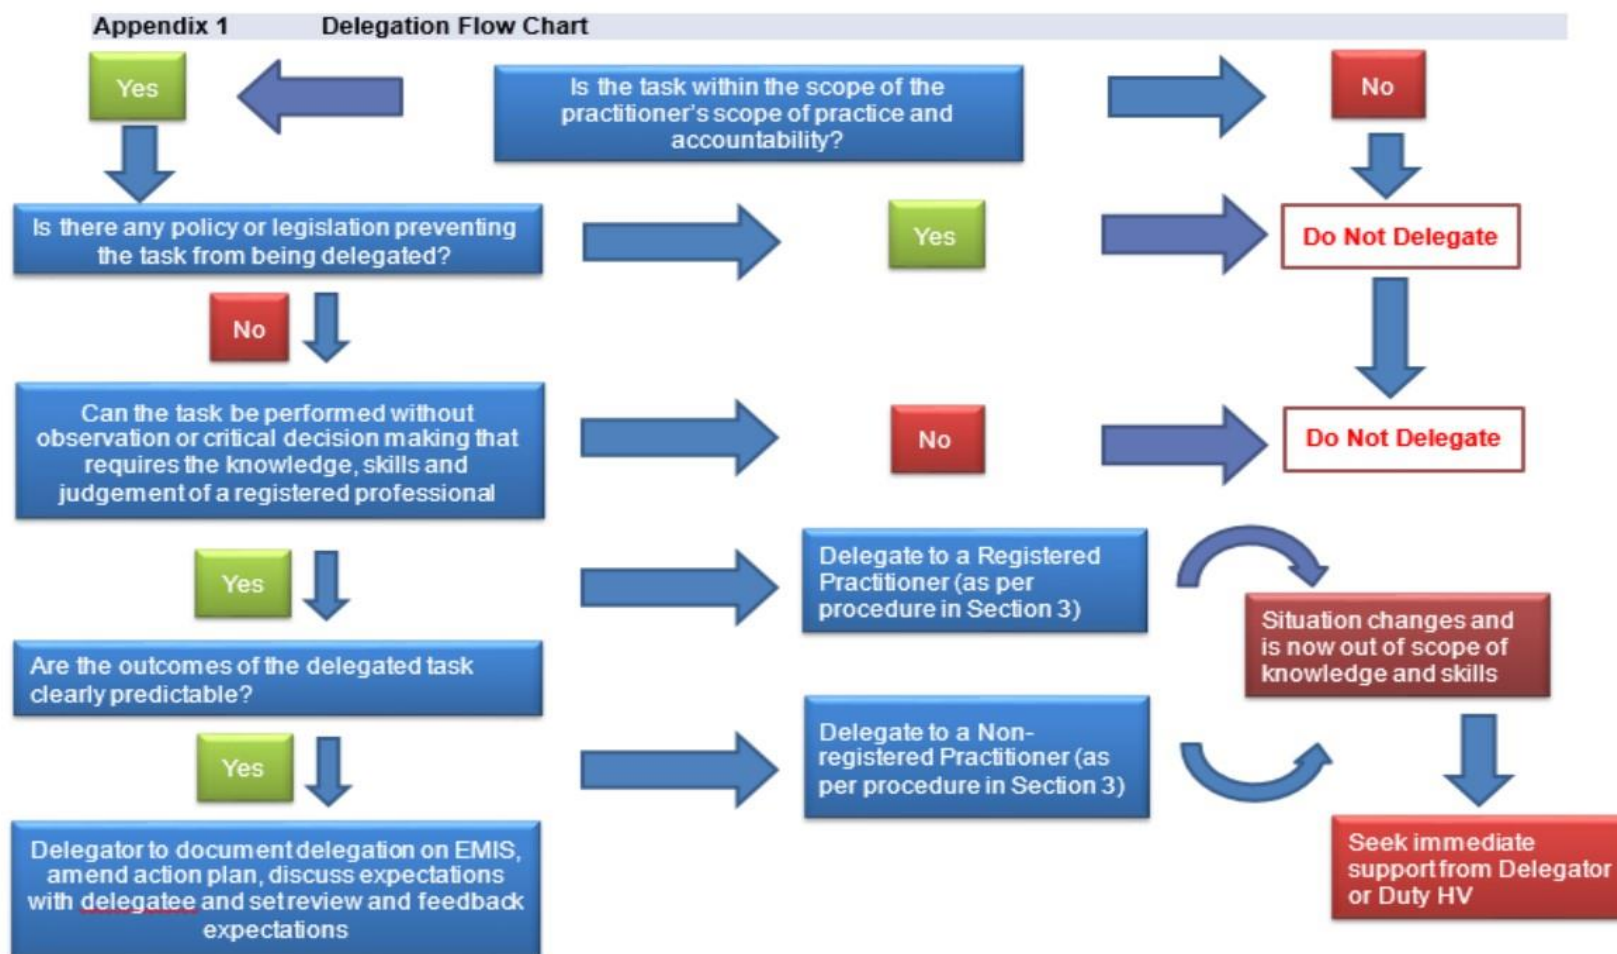 Appendix 1 Delegation Flow Chart
Yes
Is the task within the scope of the
practitioner's scope of practice and
accountability?
No
Is there any policy or legislation preventing
the task from being delegated?
Yes
Do Not Delegate
No
Can the task be performed without
observation or critical decision making that
requires the knowledge, skills and
judgement of a registered professional
No
Do Not Delegate
Yes
Delegate to a Registered
Practitioner (as per
procedure in Section 3)
Situation changes and
is now out of scope of
knowledge and skills
Are the outcomes of the delegated task
clearly predictable?
Yes
Delegate to a Non-
registered Practitioner (as
per procedure in Section 3)
Delegator to document delegation on EMIS,
amend action plan, discuss expectations
with delegatee and set review and feedback
expectations
Seek immediate
support from Delegator
or Duty HV